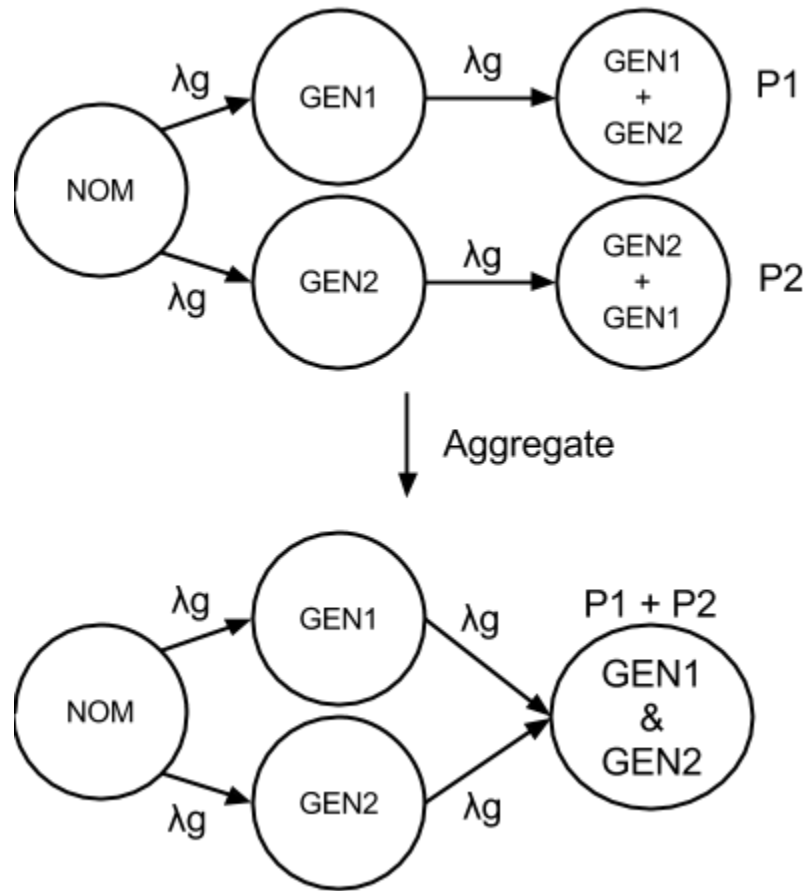 λg
GEN1
λg
GEN1
+
GEN2
P1
NOM
λg
GEN2
λg
GEN2
+
GEN1
P2
Aggregate
λg
GEN1
λg
P1 + P2
GEN1
&
GEN2
NOM
λg
GEN2
λg